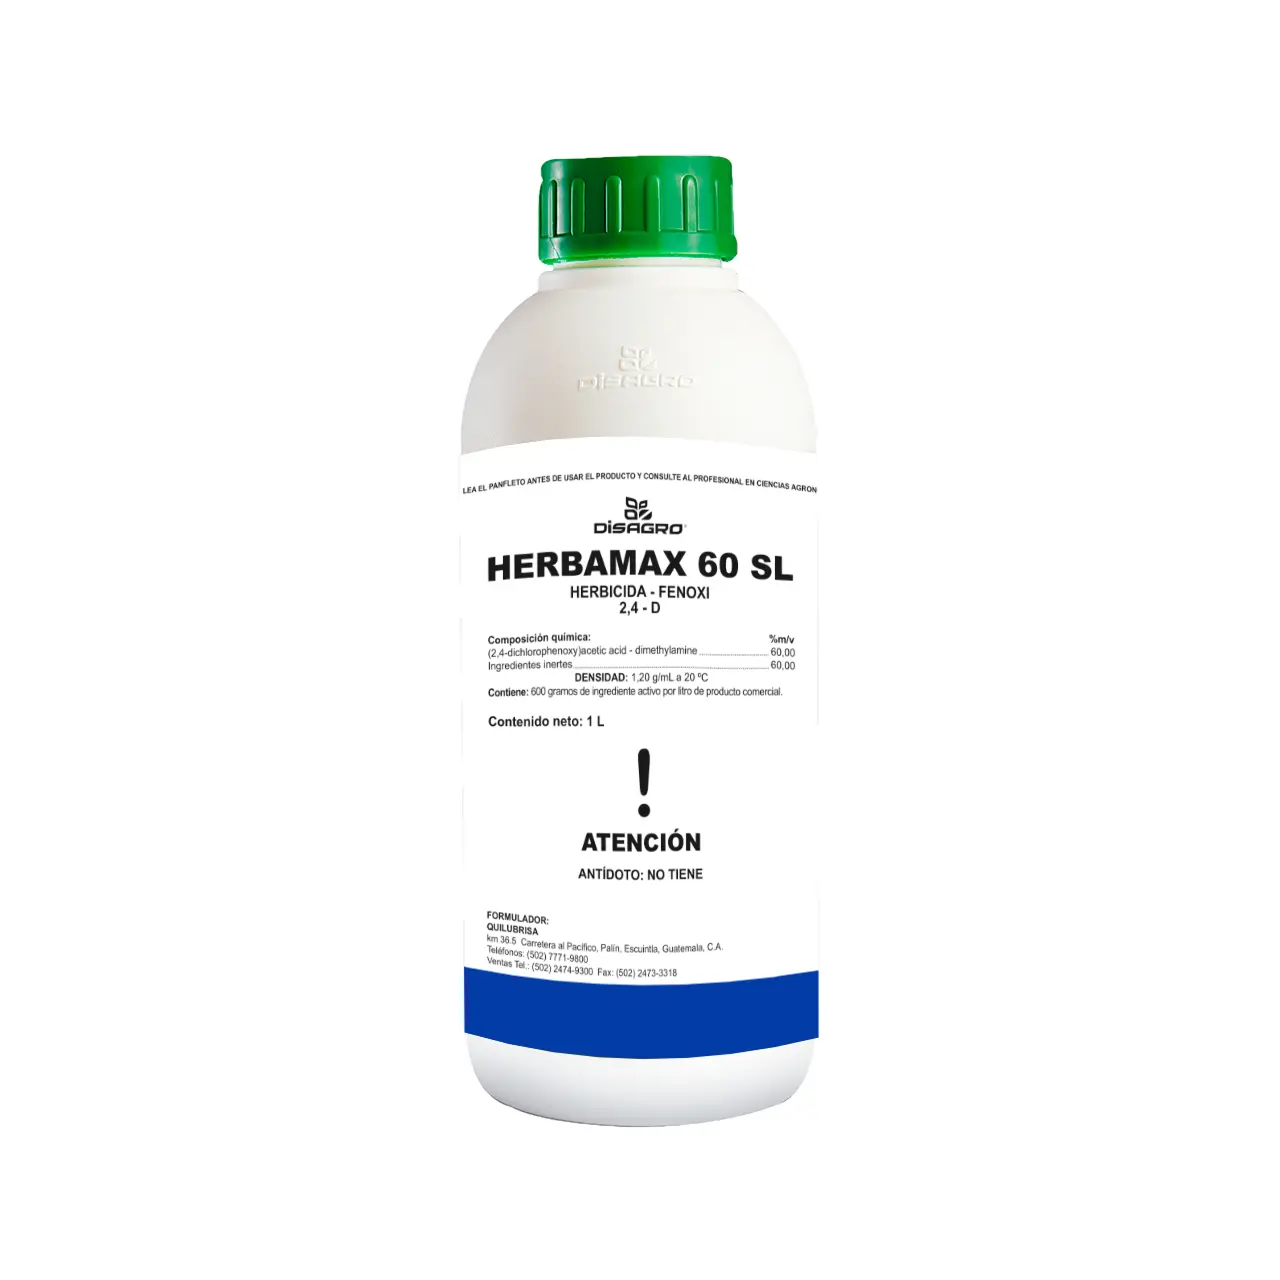 DISAGRO
LEA EL PANFLETO ANTES DE USAR EL PRODUCTO Y CONSULTE AL PROFESIONAL EN CIENCIAS AGRON
DISAGRO®
HERBAMAX 60 SL
HERBICIDA - FENOXI
2,4 - D
Composición química: %m/v
(2,4-dichlorophenoxy)acetic acid - dimethylamine 60,00
Ingredientes inertes 60,00
DENSIDAD: 1,20 g/mL a 20 ºC
Contiene: 600 gramos de ingrediente activo por litro de producto comercial.
Contenido neto: 1 L
!
ATENCIÓN
ANTÍDOTO: NO TIENE
FORMULADOR:
QUILUBRISA
km 36.5 Carretera al Pacífico, Palín, Escuintla, Guatemala, C.A.
Teléfonos: (502) 7771-9800
Ventas Tel.: (502) 2474-9300 Fax: (502) 2473-3318